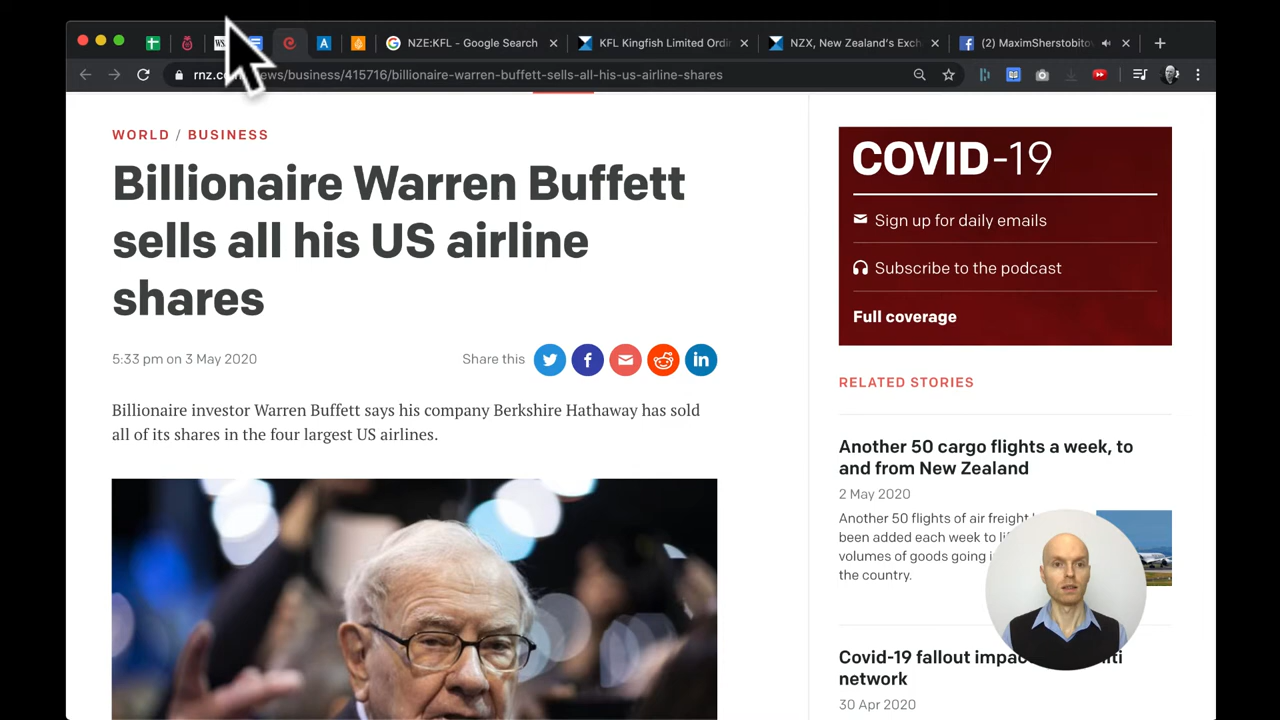 NZE:KFL - Google Search
KFL Kingfish Limited Ordi
NZX, New Zealand's Exch
(2) MaximSherstobito
ews/business/415716/billionaire-warren-buffett-sells-all-his-us-airline-shares
WORLD / BUSINESS
Billionaire Warren Buffett
sells all his US airline
shares
5:33 pm on 3 May 2020
Share this
Billionaire investor Warren Buffett says his company Berkshire Hathaway has sold
all of its shares in the four largest US airlines.
COVID-19
Sign up for daily emails
Subscribe to the podcast
Full coverage
RELATED STORIES
Another 50 cargo flights a week, to
and from New Zealand
2 May 2020
Another 50 flights of air freight
been added each week to
volumes of goods going
the country.
Covid-19 fallout
network
30 Apr 2020